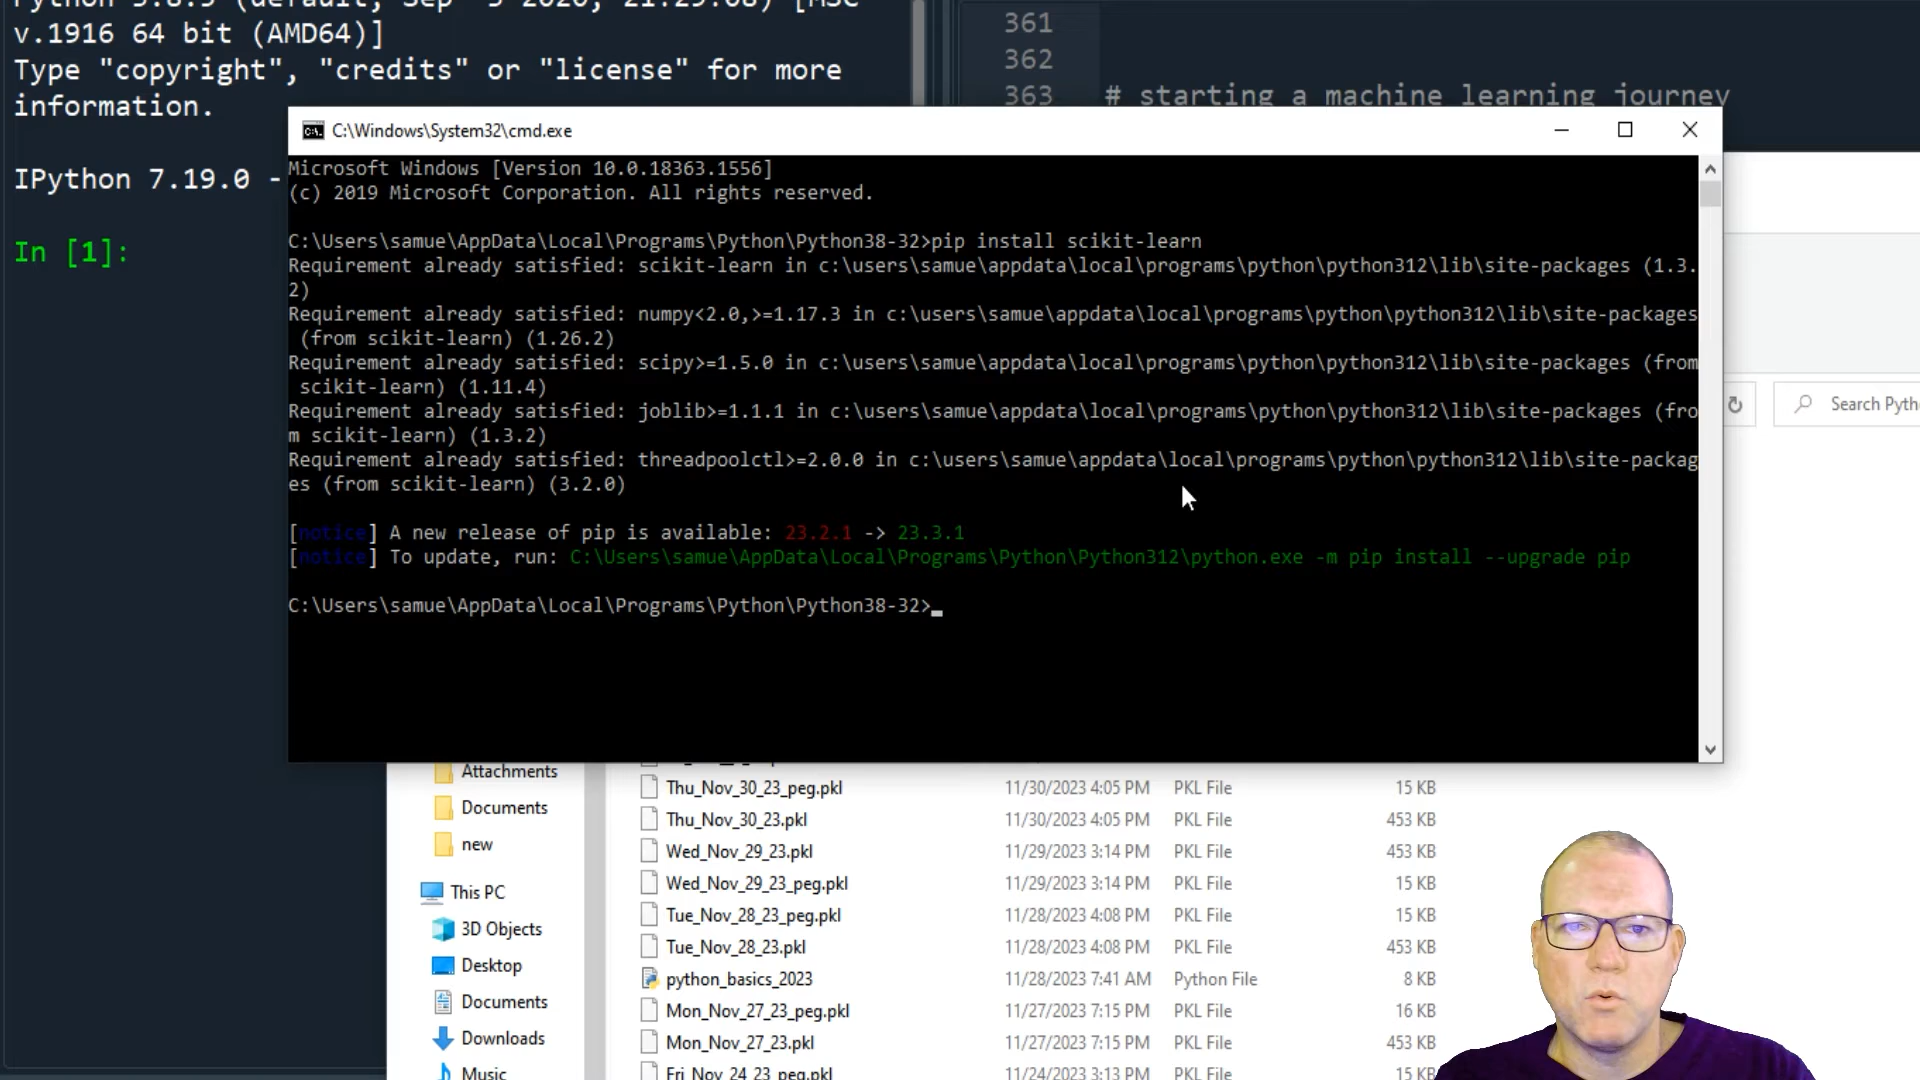 v.1916 64 bit (AMD64)]
Type "copyright", "credits" or "license" for more
information.
IPython 7.19.0 -
In [1]:
361
362
363 # starting a machine learning journey
C:\Windows\System32\cmd.exe
Microsoft Windows [Version 10.0.18363.1556]
(c) 2019 Microsoft Corporation. All rights reserved.
C:\Users\samue\AppData\Local\Programs\Python\Python38-32>pip install scikit-learn
Requirement already satisfied: scikit-learn in c:\users\samue\appdata\local\programs\python\python312\lib\site-packages (1.3.
2)
Requirement already satisfied: numpy<2.0,>=1.17.3 in c:\users\samue\appdata\local\programs\python\python312\lib\site-packages
(from scikit-learn) (1.26.2)
Requirement already satisfied: scipy>=1.5.0 in c:\users\samue\appdata\local\programs\python\python312\lib\site-packages (from
scikit-learn) (1.11.4)
Requirement already satisfied: joblib>=1.1.1 in c:\users\samue\appdata\local\programs\python\python312\lib\site-packages (fro
m scikit-learn) (1.3.2)
Requirement already satisfied: threadpoolctl>=2.0.0 in c:\users\samue\appdata\local\programs\python\python312\lib\site-packag
es (from scikit-learn) (3.2.0)
[notice] A new release of pip is available: 23.2.1 -> 23.3.1
[notice] To update, run: C:\Users\samue\AppData\Local\Programs\Python\Python312\python.exe -m pip install --upgrade pip
C:\Users\samue\AppData\Local\Programs\Python\Python38-32>
Search Pyth
Attachments
Documents
new
This PC
3D Objects
Desktop
Documents
Downloads
Music
Thu_Nov_30_23_peg.pkl 11/30/2023 4:05 PM PKL File 15 KB
Thu_Nov_30_23.pkl 11/30/2023 4:05 PM PKL File 453 KB
Wed_Nov_29_23.pkl 11/29/2023 3:14 PM PKL File 453 KB
Wed_Nov_29_23_peg.pkl 11/29/2023 3:14 PM PKL File 15 KB
Tue_Nov_28_23_peg.pkl 11/28/2023 4:08 PM PKL File 15 KB
Tue_Nov_28_23.pkl 11/28/2023 4:08 PM PKL File 453 KB
python_basics_2023 11/28/2023 7:41 AM Python File 8 KB
Mon_Nov_27_23_peg.pkl 11/27/2023 7:15 PM PKL File 16 KB
Mon_Nov_27_23.pkl 11/27/2023 7:15 PM PKL File 453 KB
Fri_Nov_24_23_peg.pkl 11/24/2023 3:13 PM PKL File 15 KB